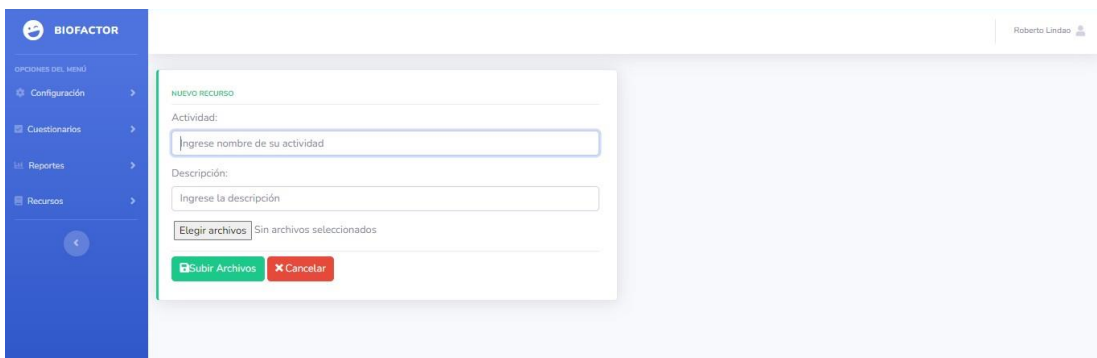 BIOFACTOR
Roberto Lindao
OPCIONES DEL MENÚ
Configuración
Cuestionarios
Reportes
Recursos
NUEVO RECURSO
Actividad:
Ingrese nombre de su actividad
Descripción:
Ingrese la descripción
Elegir archivos Sin archivos seleccionados
Subir Archivos Cancelar